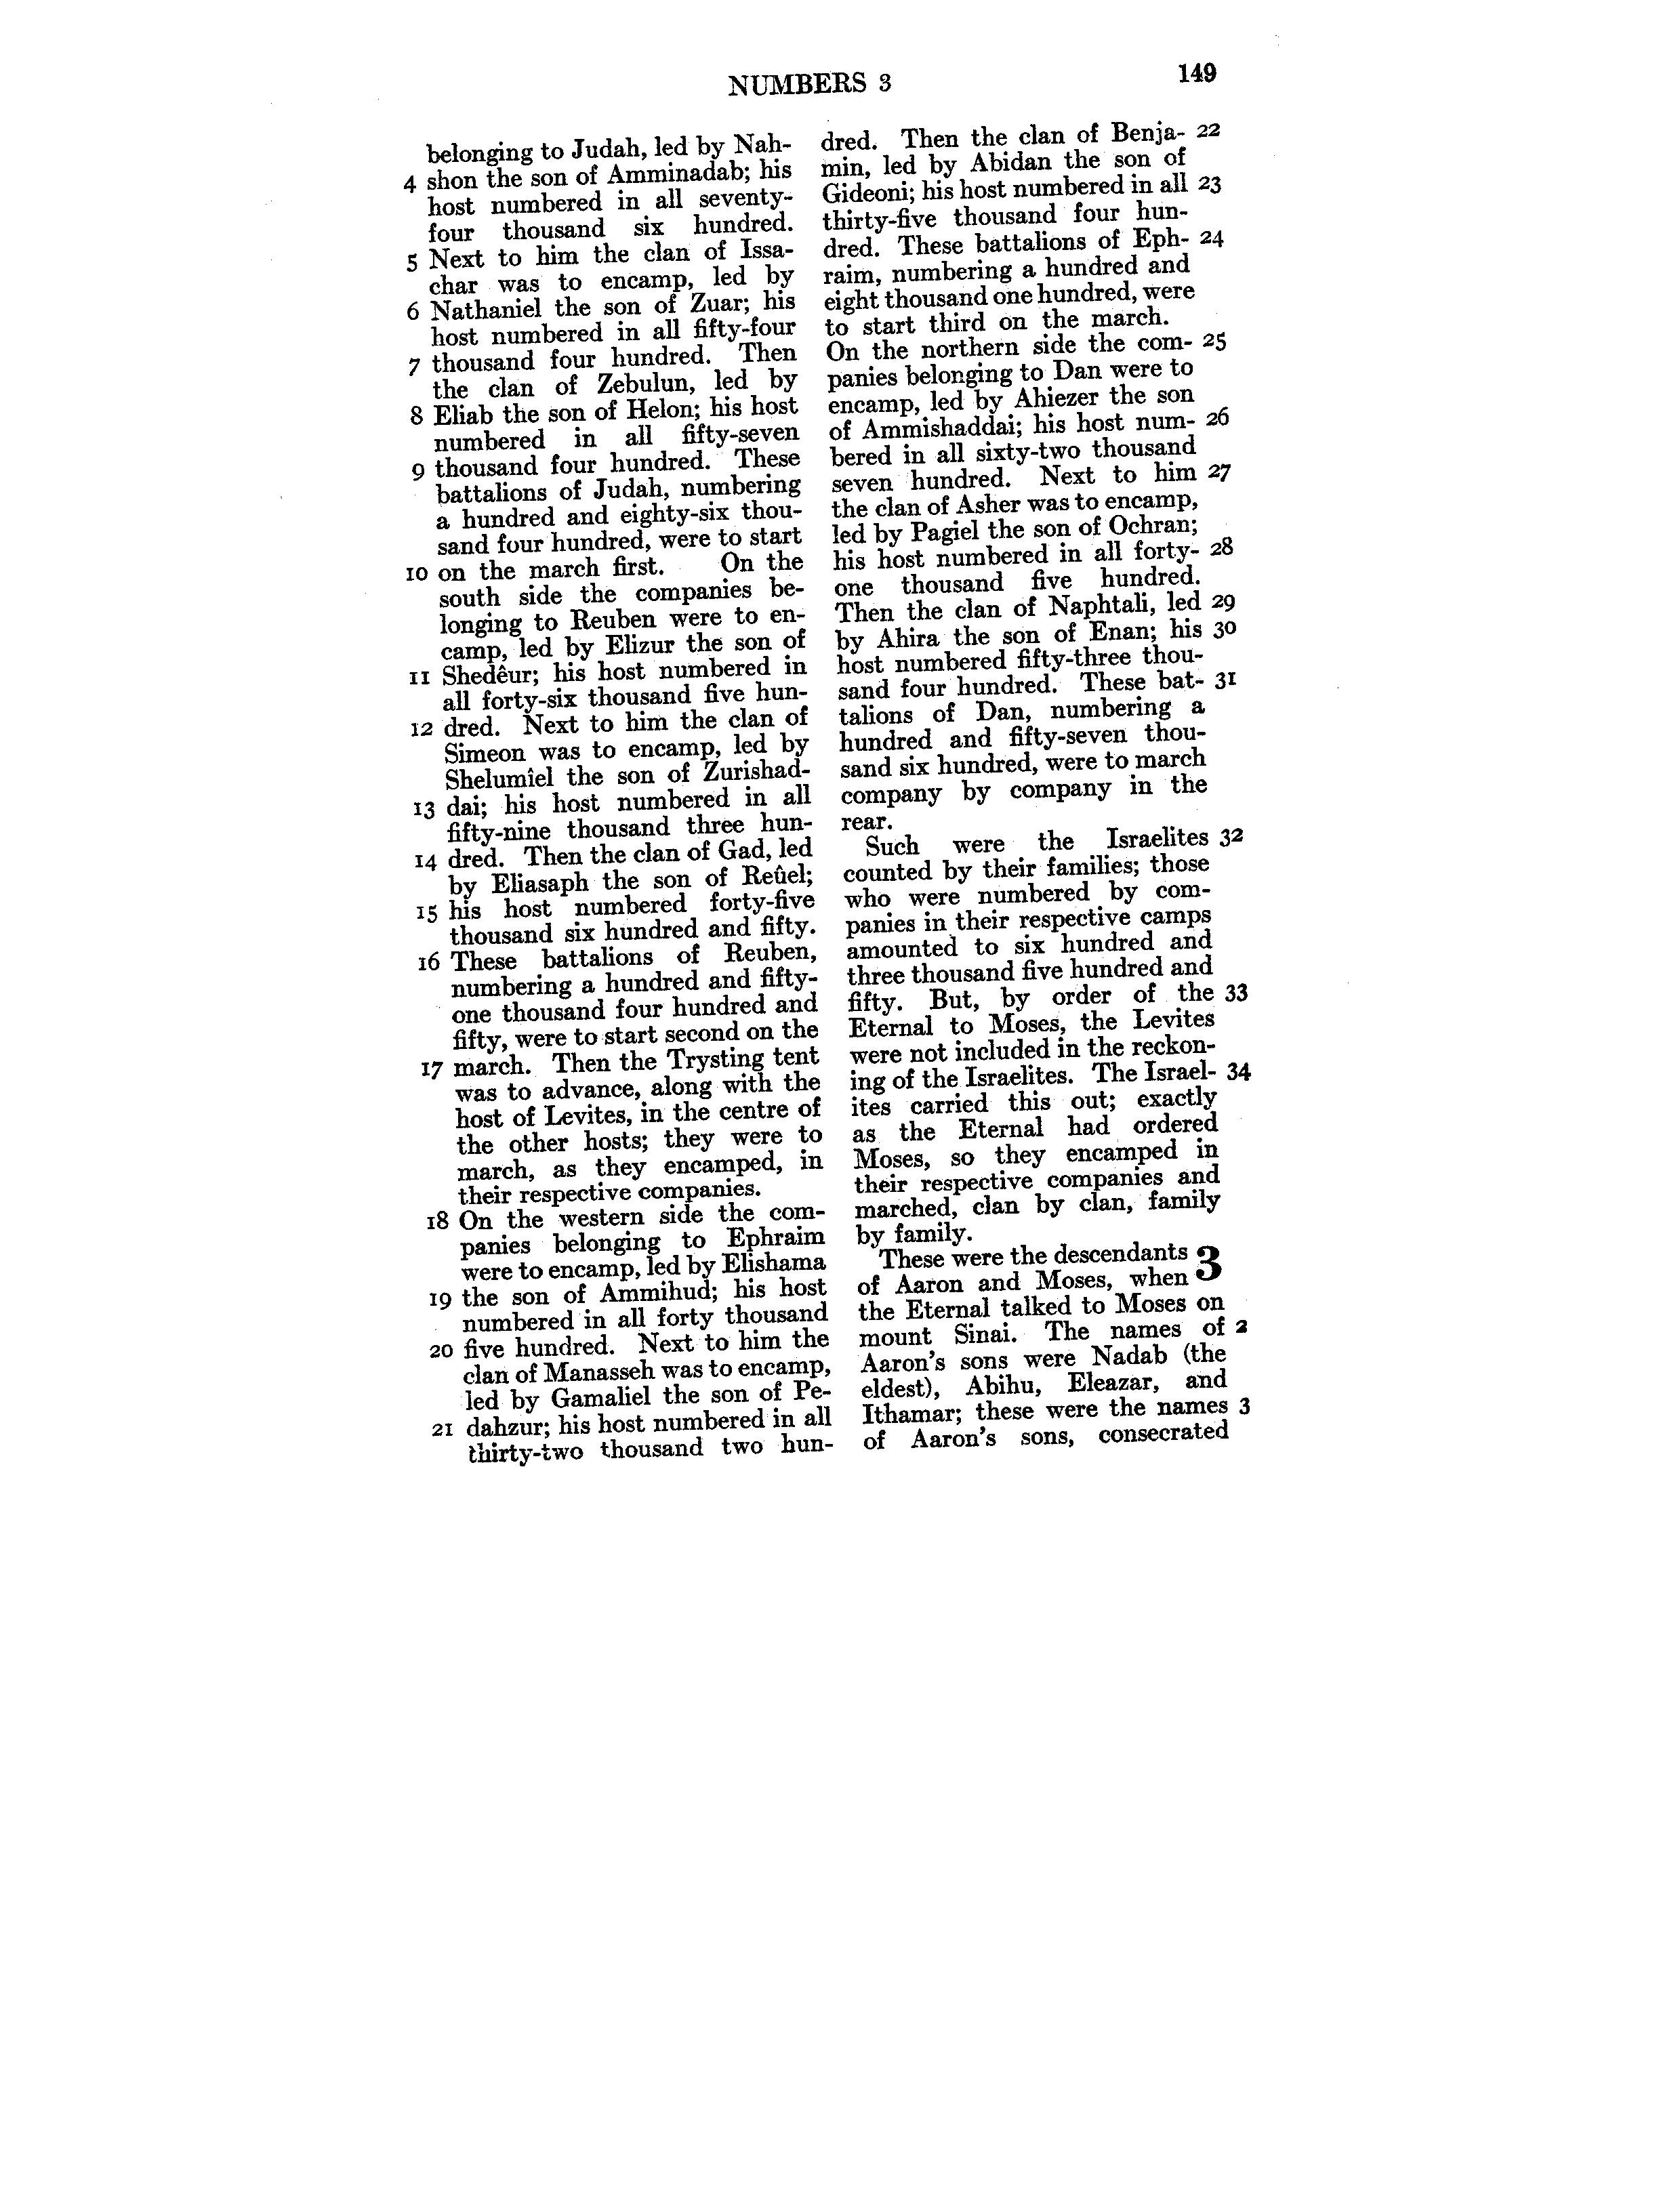 NUMBERS 3
149
belonging to Judah, led by Nah-
4 shon the son of Amminadab; his
host numbered in all seventy-
four thousand six hundred.
5 Next to him the clan of Issa-
char was to encamp, led by
6 Nathaniel the son of Zuar; his
host numbered in all fifty-four
7 thousand four hundred. Then
the clan of Zebulun, led by
8 Eliab the son of Helon; his host
numbered in all fifty-seven
9 thousand four hundred. These
battalions of Judah, numbering
a hundred and eighty-six thou-
sand four hundred, were to start
10 on the march first. On the
south side the companies be-
longing to Reuben were to en-
camp, led by Elizur the son of
11 Shedêur; his host numbered in
all forty-six thousand five hun-
12 dred. Next to him the clan of
Simeon was to encamp, led by
Shelumîel the son of Zurishad-
13 dai; his host numbered in all
fifty-nine thousand three hun-
14 dred. Then the clan of Gad, led
by Eliasaph the son of Reûel;
15 his host numbered forty-five
thousand six hundred and fifty.
16 These battalions of Reuben,
numbering a hundred and fifty-
one thousand four hundred and
fifty, were to start second on the
17 march. Then the Trysting tent
was to advance, along with the
host of Levites, in the centre of
the other hosts; they were to
march, as they encamped, in
their respective companies.
18 On the western side the com-
panies belonging to Ephraim
were to encamp, led by Elishama
19 the son of Ammihud; his host
numbered in all forty thousand
20 five hundred. Next to him the
clan of Manasseh was to encamp,
led by Gamaliel the son of Pe-
21 dahzur; his host numbered in all
thirty-two thousand two hun-
dred. Then the clan of Benja- 22
min, led by Abidan the son of
Gideoni; his host numbered in all 23
thirty-five thousand four hun-
dred. These battalions of Eph- 24
raim, numbering a hundred and
eight thousand one hundred, were
to start third on the march.
On the northern side the com- 25
panies belonging to Dan were to
encamp, led by Ahiezer the son
of Ammishaddai; his host num- 26
bered in all sixty-two thousand
seven hundred. Next to him 27
the clan of Asher was to encamp,
led by Pagiel the son of Ochran;
his host numbered in all forty- 28
one thousand five hundred.
Then the clan of Naphtali, led 29
by Ahira the son of Enan; his 30
host numbered fifty-three thou-
sand four hundred. These bat- 31
talions of Dan, numbering a
hundred and fifty-seven thou-
sand six hundred, were to march
company by company in the
rear.
Such were the Israelites 32
counted by their families; those
who were numbered by com-
panies in their respective camps
amounted to six hundred and
three thousand five hundred and
fifty. But, by order of the 33
Eternal to Moses, the Levites
were not included in the reckon-
ing of the Israelites. The Israel- 34
ites carried this out; exactly
as the Eternal had ordered
Moses, so they encamped in
their respective companies and
marched, clan by clan, family
by family.
These were the descendants 3
of Aaron and Moses, when
the Eternal talked to Moses on
mount Sinai. The names of 2
Aaron's sons were Nadab (the
eldest), Abihu, Eleazar, and
Ithamar; these were the names 3
of Aaron's sons, consecrated